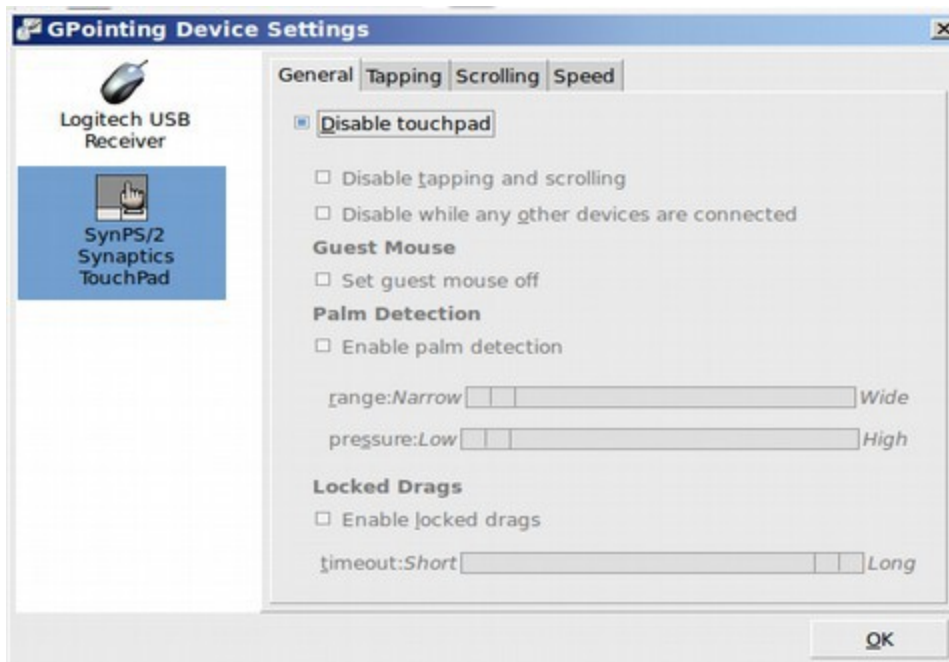 GPointing Device Settings
Logitech USB
Receiver
SynPS/2
Synaptics
TouchPad
General Tapping Scrolling Speed
Disable touchpad
Disable tapping and scrolling
Disable while any other devices are connected
Guest Mouse
Set guest mouse off
Palm Detection
Enable palm detection
range:Narrow Wide
pressure:Low High
Locked Drags
Enable locked drags
timeout:Short Long
OK